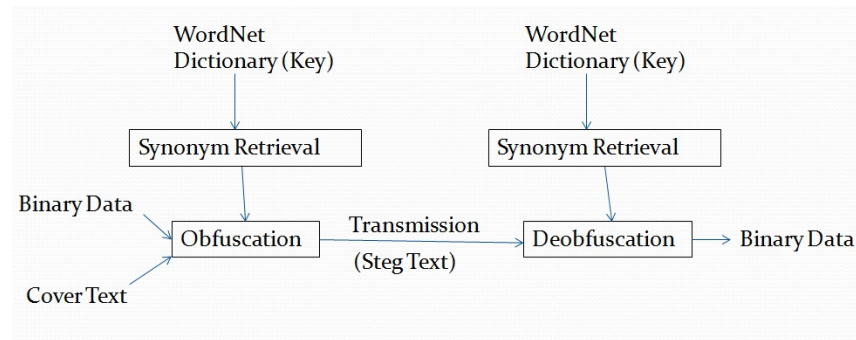 WordNet
Dictionary (Key)
WordNet
Dictionary (Key)
Synonym Retrieval
Synonym Retrieval
Binary Data
Obfuscation
Transmission
(Steg Text)
Deobfuscation
Binary Data
Cover Text